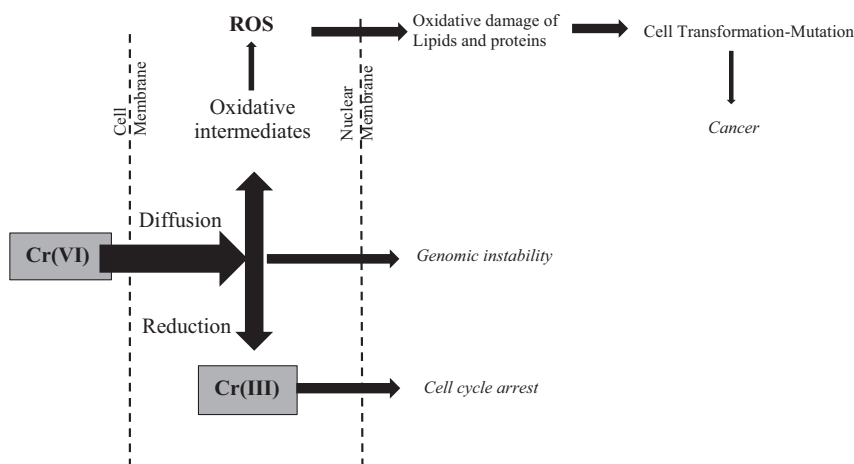 ROS
Oxidative damage of
Lipids and proteins
Cell Transformation-Mutation
Cell
Membrane
Oxidative
intermediates
Nuclear
Membrane
Cancer
Diffusion
Cr(VI)
Genomic instability
Reduction
Cr(III)
Cell cycle arrest